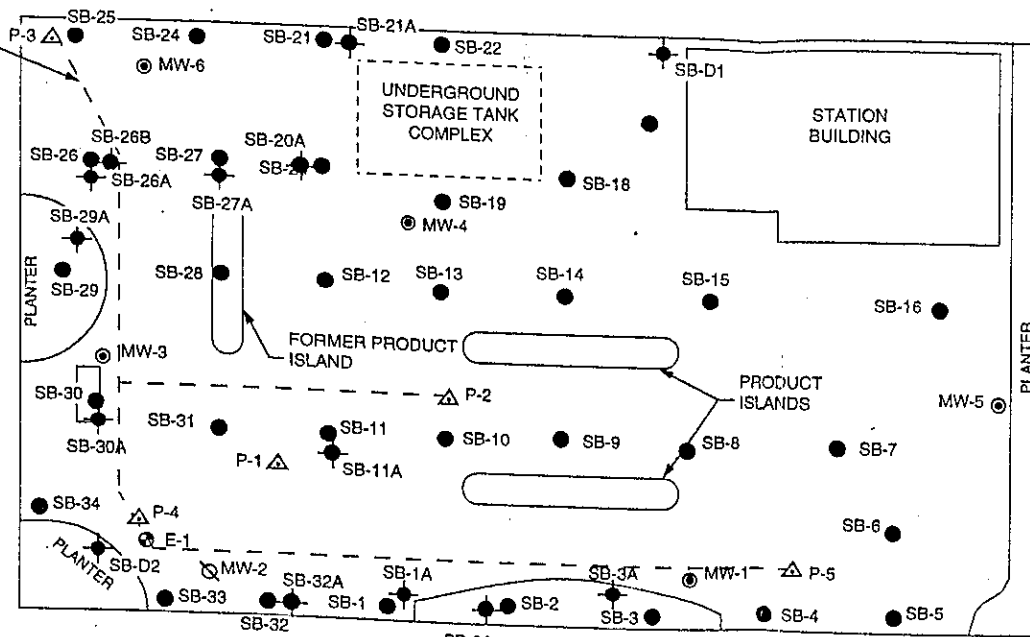 SB-25
P-3
SB-24
SB-21
SB-21A
SB-22
MW-6
SB-D1
UNDERGROUND
STORAGE TANK
COMPLEX
STATION
BUILDING
SB-26B
SB-26
SB-27
SB-20A
SB-26A
SB-18
SB-27A
SB-19
SB-29A
MW-4
PLANTER
SB-29
SB-28
SB-12
SB-13
SB-14
SB-15
SB-16
MW-3
FORMER PRODUCT
ISLAND
PLANTER
SB-30
P-2
PRODUCT
ISLANDS
MW-5
SB-31
SB-11
SB-10
SB-9
SB-8
SB-7
SB-30A
P-1
SB-11A
SB-34
P-4
SB-6
E-1
PLANTER
SB-D2
MW-2
SB-32A
SB-1A
SB-3A
MW-1
P-5
SB-33
SB-32
SB-1
SB-2
SB-3
SB-4
SB-5